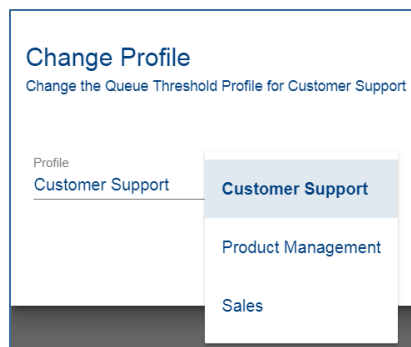 Change Profile
Change the Queue Threshold Profile for Customer Support
Profile
Customer Support
Customer Support
Product Management
Sales